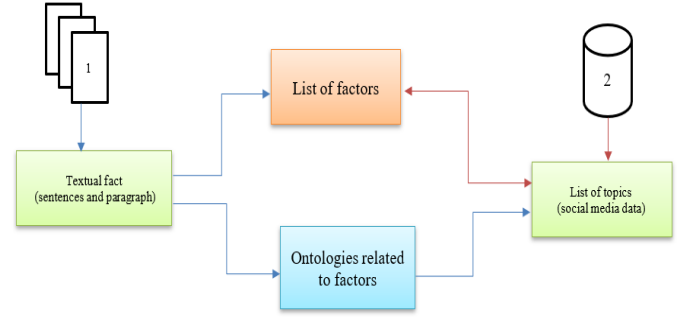 1
List of factors
2
Textual fact
(sentences and paragraph)
List of topics
(social media data)
Ontologies related
to factors